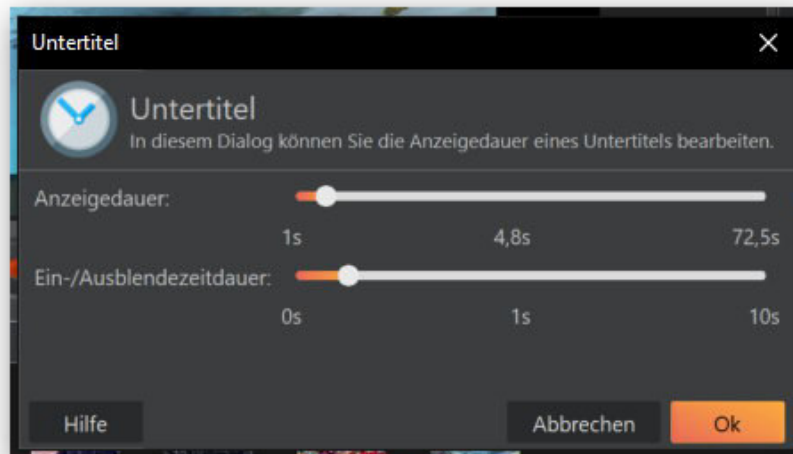 Untertitel
Untertitel
In diesem Dialog können Sie die Anzeigedauer eines Untertitels bearbeiten.
Anzeigedauer:
1s 4,8s 72,5s
Ein-/Ausblendezeitdauer:
0s 1s 10s
Hilfe Abbrechen Ok